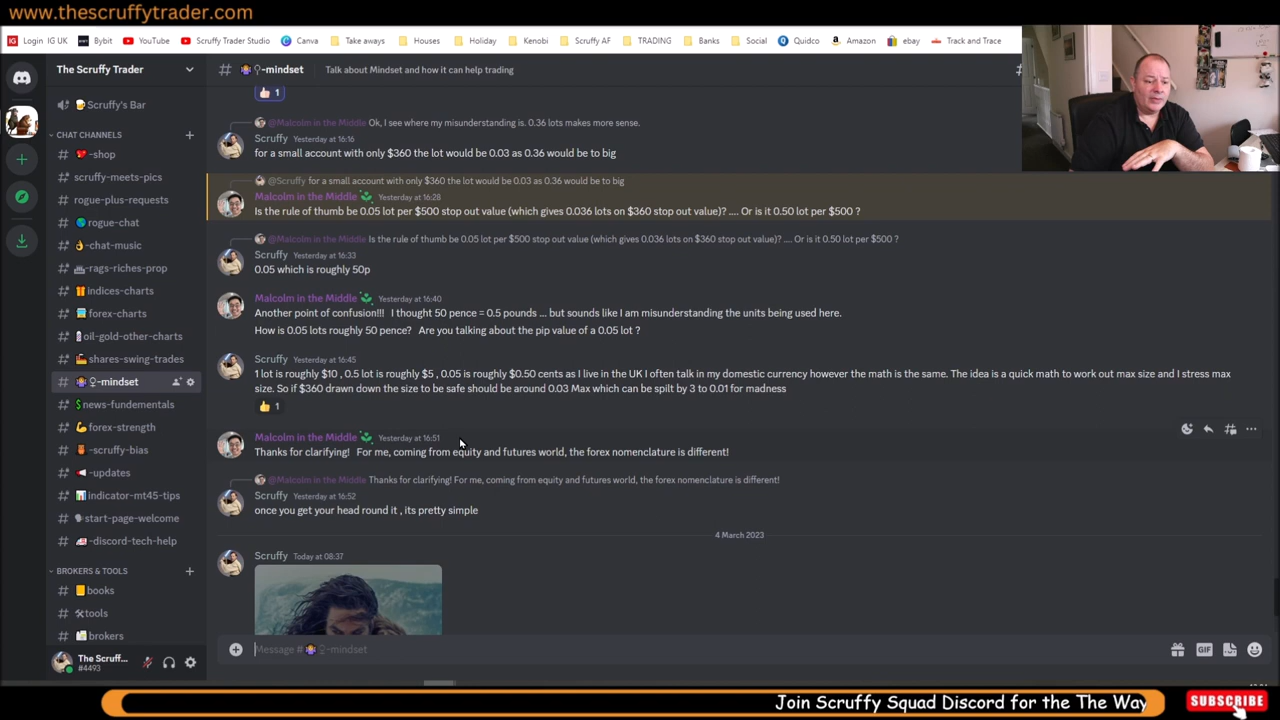 www.thescruffytrader.com
Login IG UK
Bybit
YouTube
Scruffy Trader Studio
Canva
Take aways
Houses
Holiday
Kenobi
Scruffy AF
TRADING
Banks
Social
Quidco
Amazon
ebay
Track and Trace
The Scruffy Trader
-mindset
Talk about Mindset and how it can help trading
Scruffy's Bar
CHAT CHANNELS
-shop
scruffy-meets-pics
rogue-plus-requests
rogue-chat
-chat-music
-rags-riches-prop
indices-charts
forex-charts
oil-gold-other-charts
shares-swing-trades
-mindset
-news-fundementals
forex-strength
-scruffy-bias
-updates
indicator-mt45-tips
start-page-welcome
-discord-tech-help
BROKERS & TOOLS
books
tools
brokers
The Scruff...
#4493
1
@Malcolm in the Middle Ok, I see where my misunderstanding is. 0.36 lots makes more sense.
Scruffy Yesterday at 16:16
for a small account with only $360 the lot would be 0.03 as 0.36 would be to big
@Scruffy for a small account with only $360 the lot would be 0.03 as 0.36 would be to big
Malcolm in the Middle Yesterday at 16:28
Is the rule of thumb be 0.05 lot per $500 stop out value (which gives 0.036 lots on $360 stop out value)? .... Or is it 0.50 lot per $500 ?
@Malcolm in the Middle Is the rule of thumb be 0.05 lot per $500 stop out value (which gives 0.036 lots on $360 stop out value)? .... Or is it 0.50 lot per $500 ?
Scruffy Yesterday at 16:33
0.05 which is roughly 50p
Malcolm in the Middle Yesterday at 16:40
Another point of confusion!!! I thought 50 pence = 0.5 pounds ... but sounds like I am misunderstanding the units being used here.
How is 0.05 lots roughly 50 pence? Are you talking about the pip value of a 0.05 lot ?
Scruffy Yesterday at 16:45
1 lot is roughly $10 , 0.5 lot is roughly $5 , 0.05 is roughly $0.50 cents as I live in the UK I often talk in my domestic currency however the math is the same. The idea is a quick math to work out max size and I stress max
size. So if $360 drawn down the size to be safe should be around 0.03 Max which can be spilt by 3 to 0.01 for madness
1
Malcolm in the Middle Yesterday at 16:51
Thanks for clarifying! For me, coming from equity and futures world, the forex nomenclature is different!
@Malcolm in the Middle Thanks for clarifying! For me, coming from equity and futures world, the forex nomenclature is different!
Scruffy Yesterday at 16:52
once you get your head round it , its pretty simple
4 March 2023
Scruffy Today at 08:37
Message # -mindset
GIF
Join Scruffy Squad Discord for the The Way
SUBSCRIBE